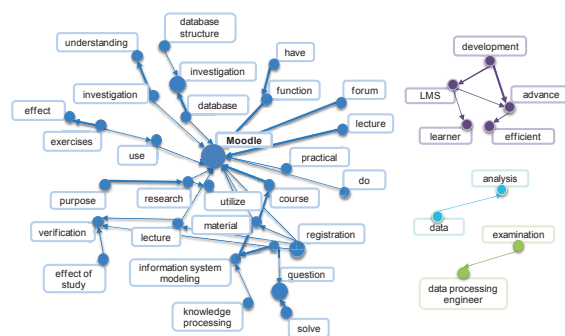 database
structure
understanding
have
development
investigation
function
investigation
LMS
advance
forum
effect
database
lecture
exercises
Moodle
learner
efficient
use
practical
do
analysis
purpose
research
utilize
course
data
verification
material
registration
examination
lecture
effect of
study
information system
modeling
question
data processing
engineer
knowledge
processing
solve